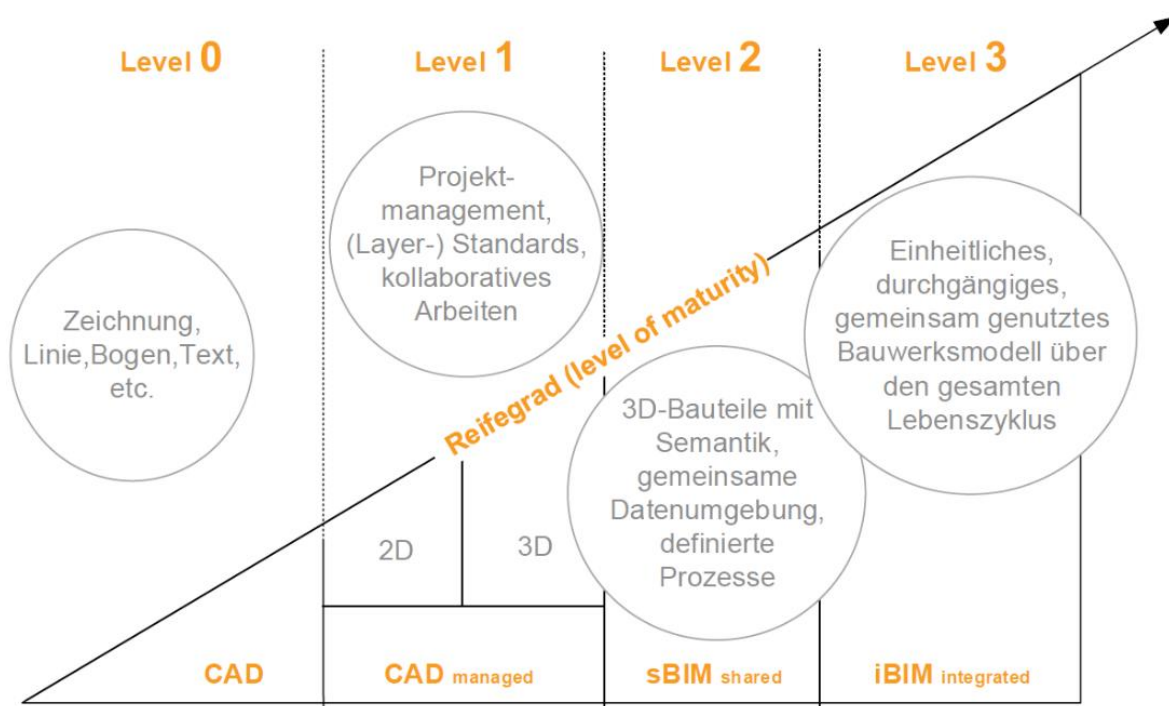 Level 0
Level 1
Level 2
Level 3
Zeichnung,
Linie,Bogen,Text,
etc.
Projekt-
management,
(Layer-) Standards,
kollaboratives
Arbeiten
3D-Bauteile mit
Semantik,
gemeinsame
Datenumgebung,
definierte
Prozesse
Einheitliches,
durchgängiges,
gemeinsam genutztes
Bauwerksmodell über
den gesamten
Lebenszyklus
Reifegrad (level of maturity)
2D
3D
CAD
CAD managed
sBIM shared
iBIM integrated